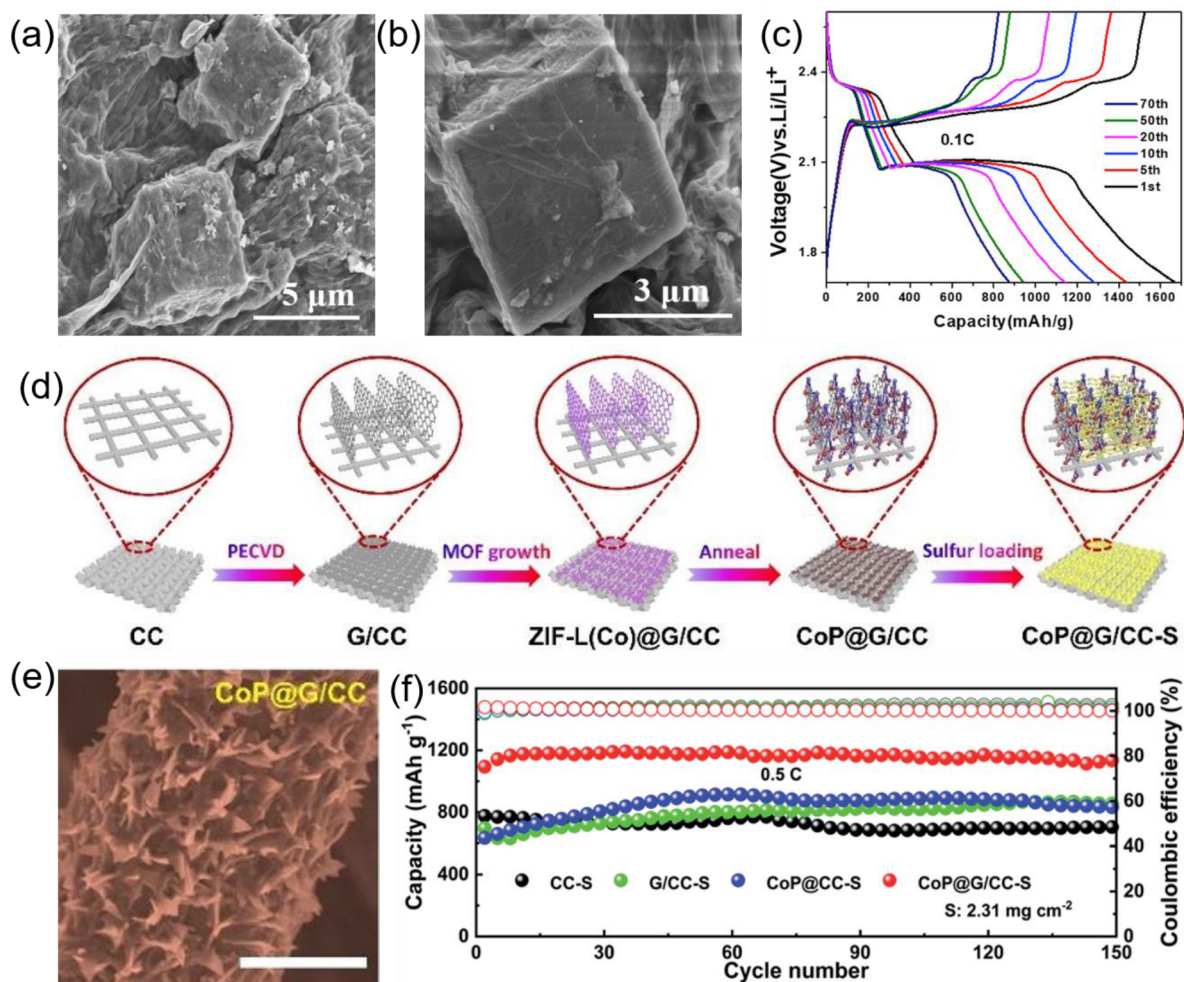 (a)
5 μm
(b)
3 μm
(c)
Voltage(V)vs.Li/Li⁺
2.4
2.1
1.8
0.1C
70th
50th
20th
10th
5th
1st
0 200 400 600 800 1000 1200 1400 1600
Capacity(mAh/g)
(d)
PECVD
MOF growth
Anneal
Sulfur loading
CC
G/CC
ZIF-L(Co)@G/CC
CoP@G/CC
CoP@G/CC-S
(e)
CoP@G/CC
(f)
Capacity (mAh g⁻¹)
1600
1200
800
400
0
0.5 C
CC-S
G/CC-S
CoP@CC-S
CoP@G/CC-S
S: 2.31 mg cm⁻²
0 30 60 90 120 150
Cycle number
100
80
60
40
20
0
Coulombic efficiency (%)